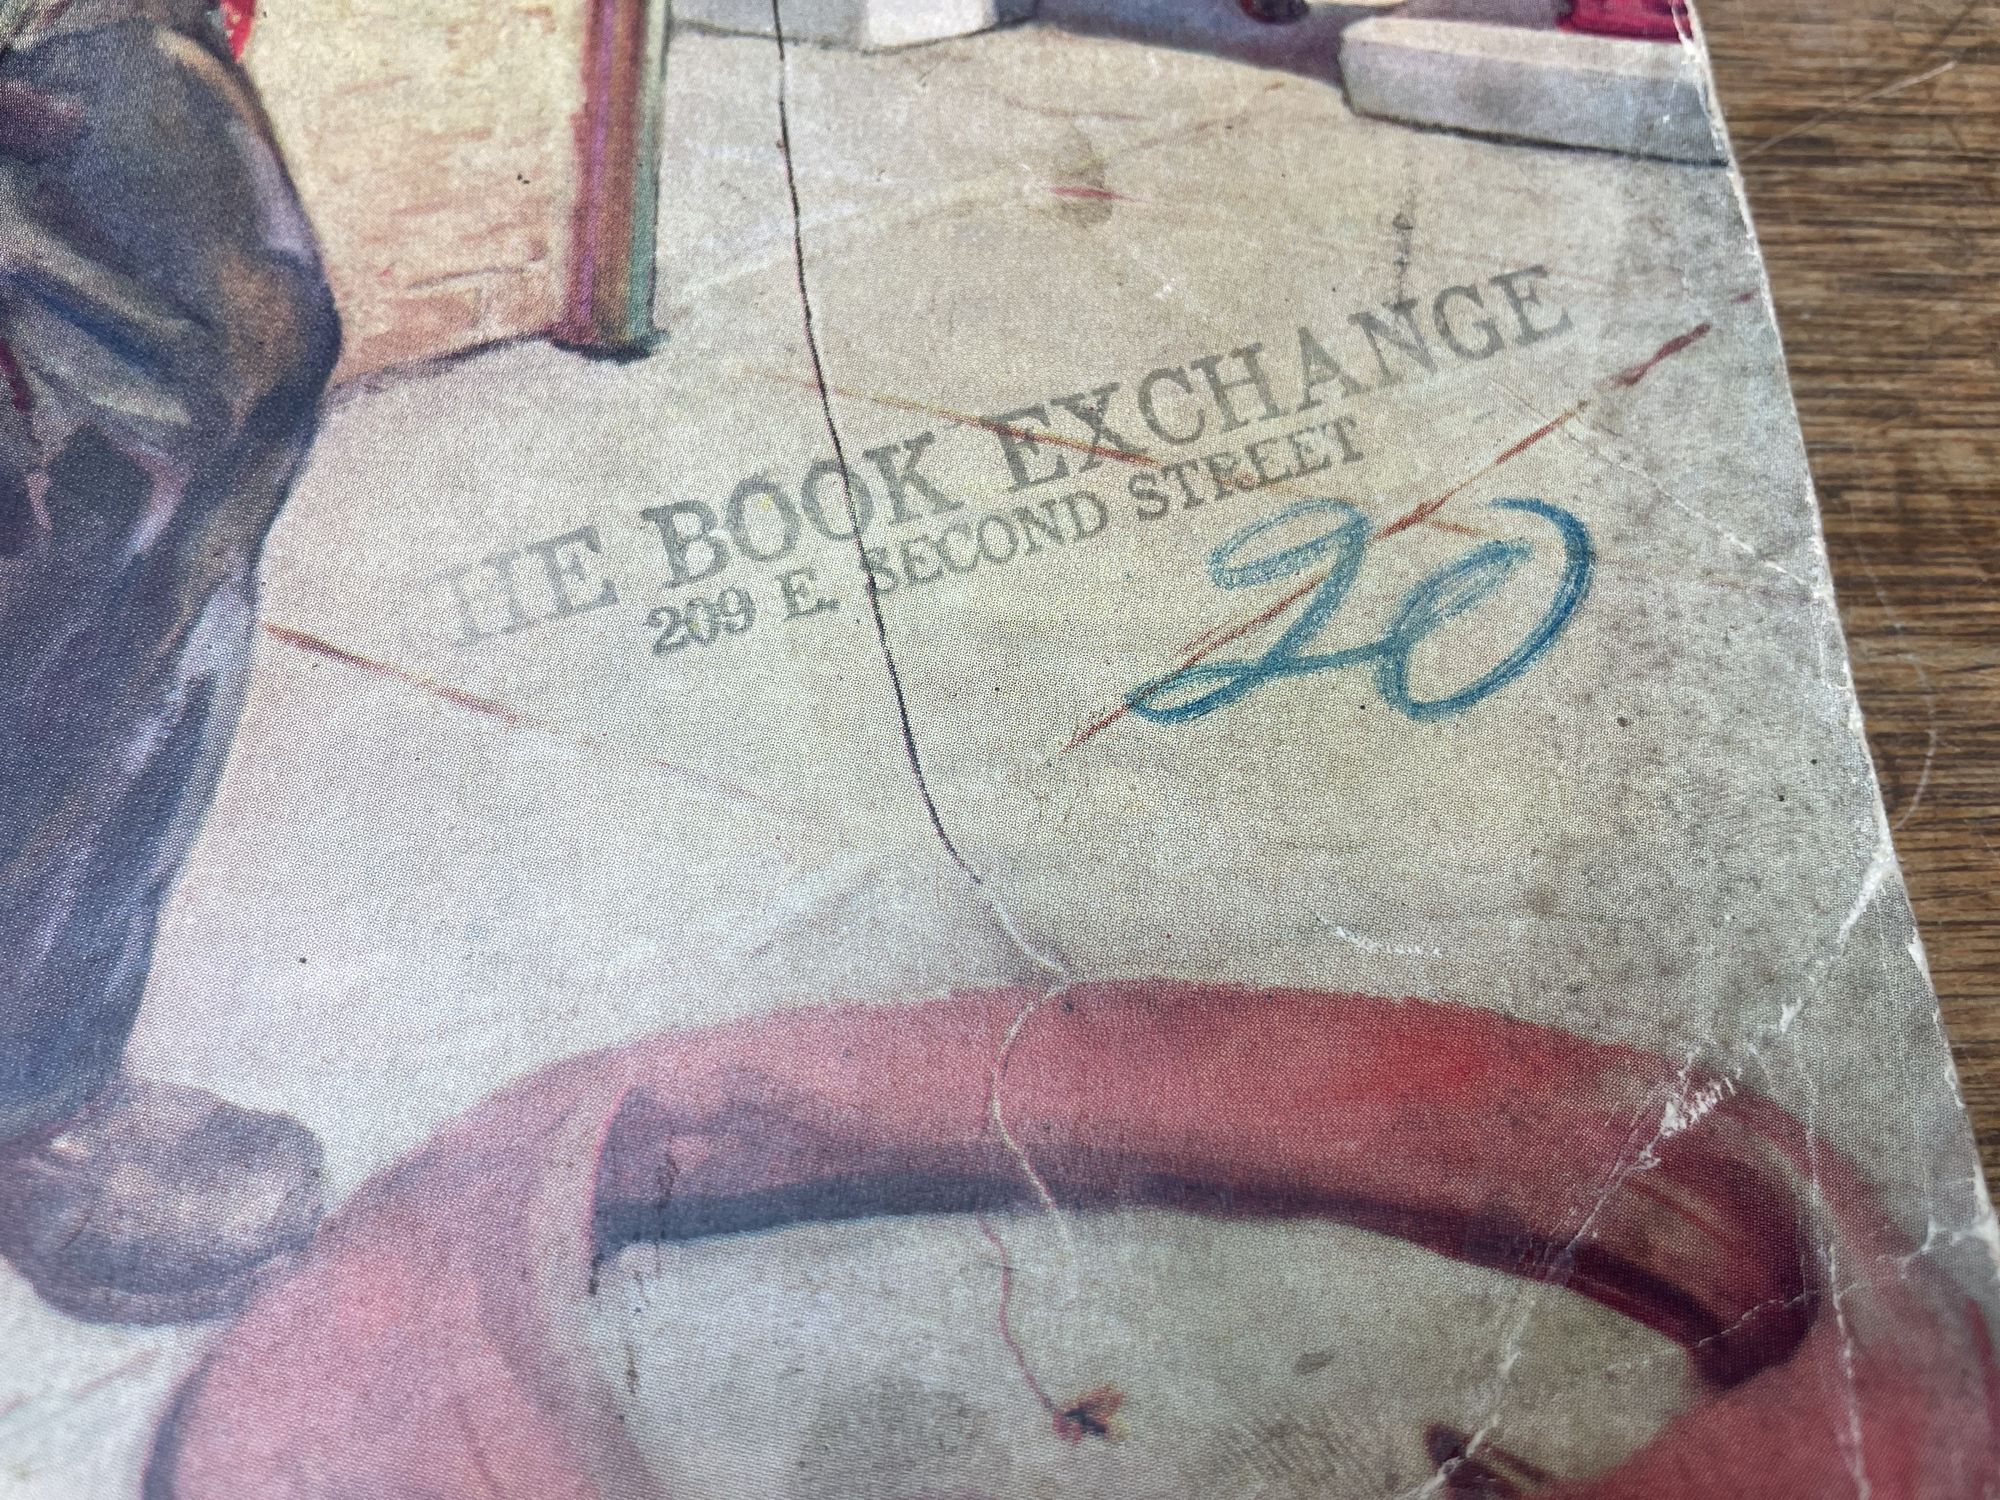 HE BOOK EXCHANGE
209 E. SECOND STREET
20